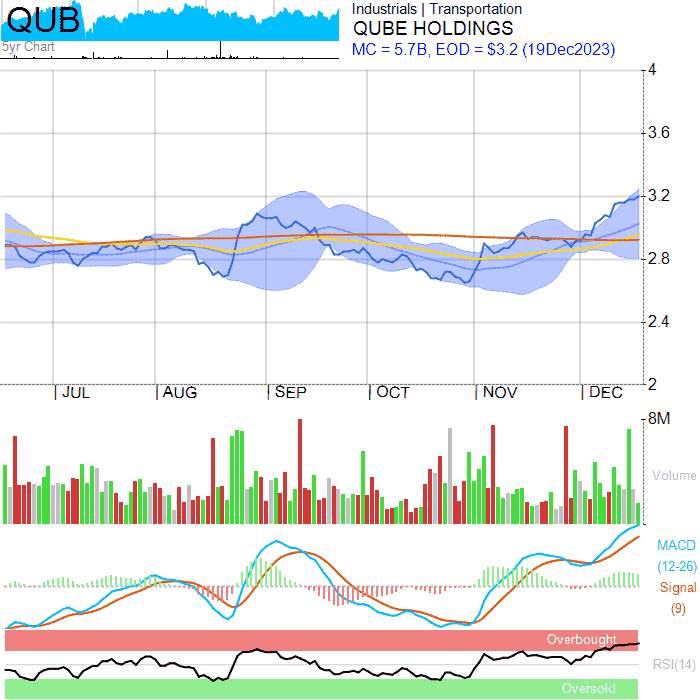 QUB
5yr Chart
Industrials | Transportation
QUBE HOLDINGS
MC = 5.7B, EOD = $3.2 (19Dec2023)
4
3.6
3.2
2.8
2.4
2
| JUL | AUG | SEP | OCT | NOV | DEC
8M
Volume
MACD
(12-26)
Signal
(9)
Overbought
RSI(14)
Oversold